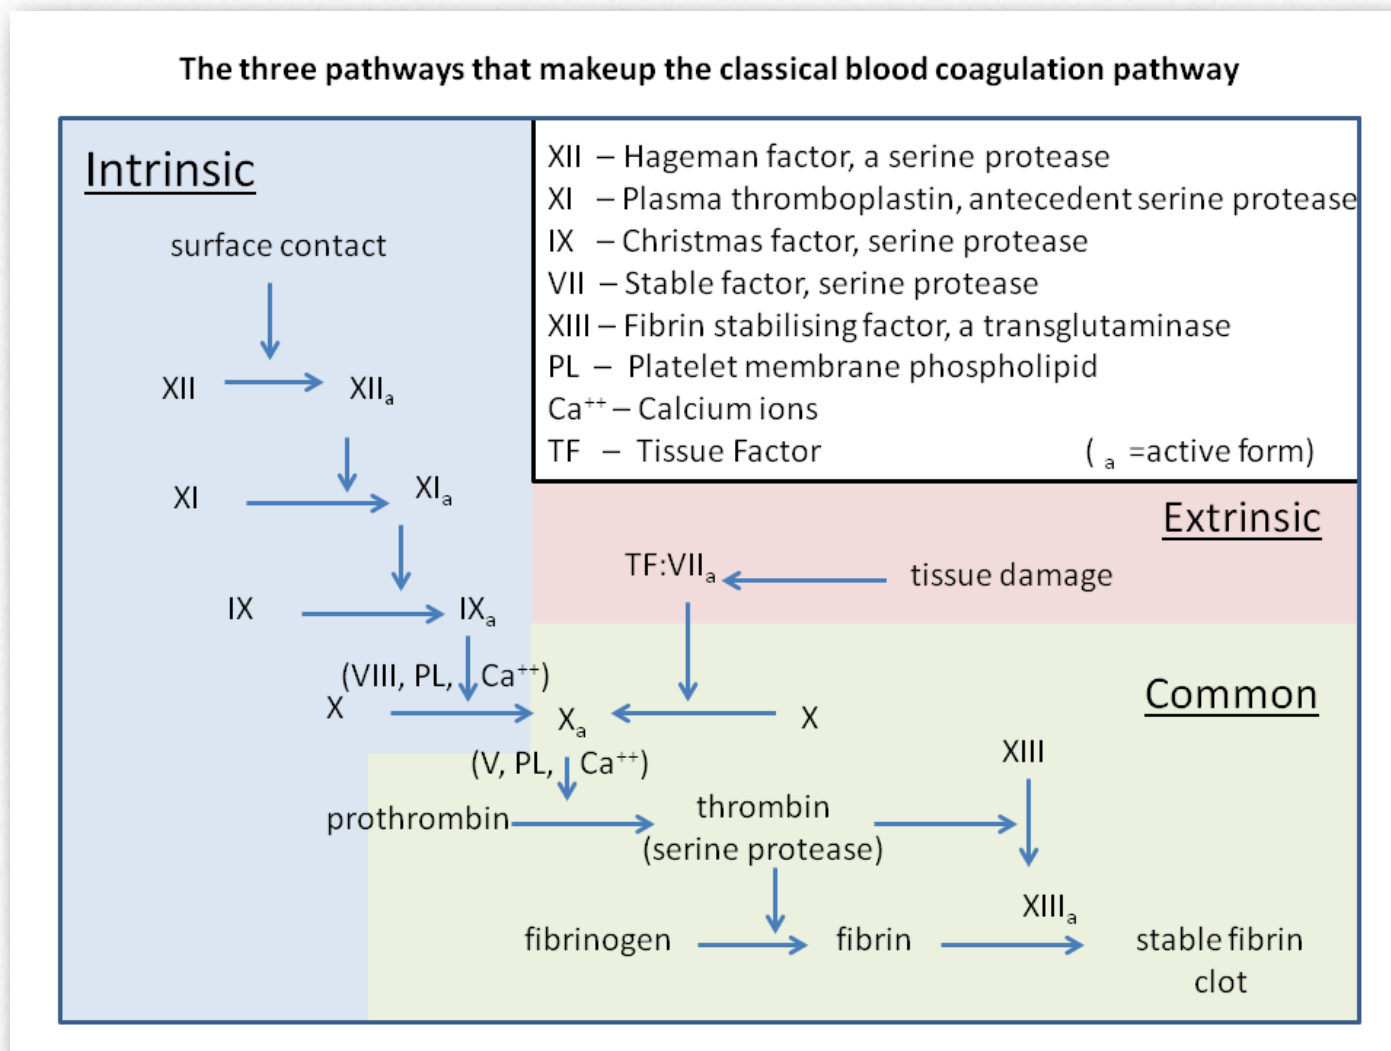 The three pathways that makeup the classical blood coagulation pathway
Intrinsic
XII – Hageman factor, a serine protease
XI – Plasma thromboplastin, antecedent serine protease
IX – Christmas factor, serine protease
VII – Stable factor, serine protease
XIII – Fibrin stabilising factor, a transglutaminase
PL – Platelet membrane phospholipid
Ca⁺⁺ – Calcium ions
TF – Tissue Factor ( ₐ =active form)
surface contact
XII XIIₐ
XI XIₐ
IX IXₐ
Extrinsic
TF:VIIₐ tissue damage
Common
(VIII, PL, Ca⁺⁺)
X Xₐ X
(V, PL, Ca⁺⁺)
XIII
prothrombin thrombin
(serine protease)
XIIIₐ
fibrinogen fibrin stable fibrin
clot